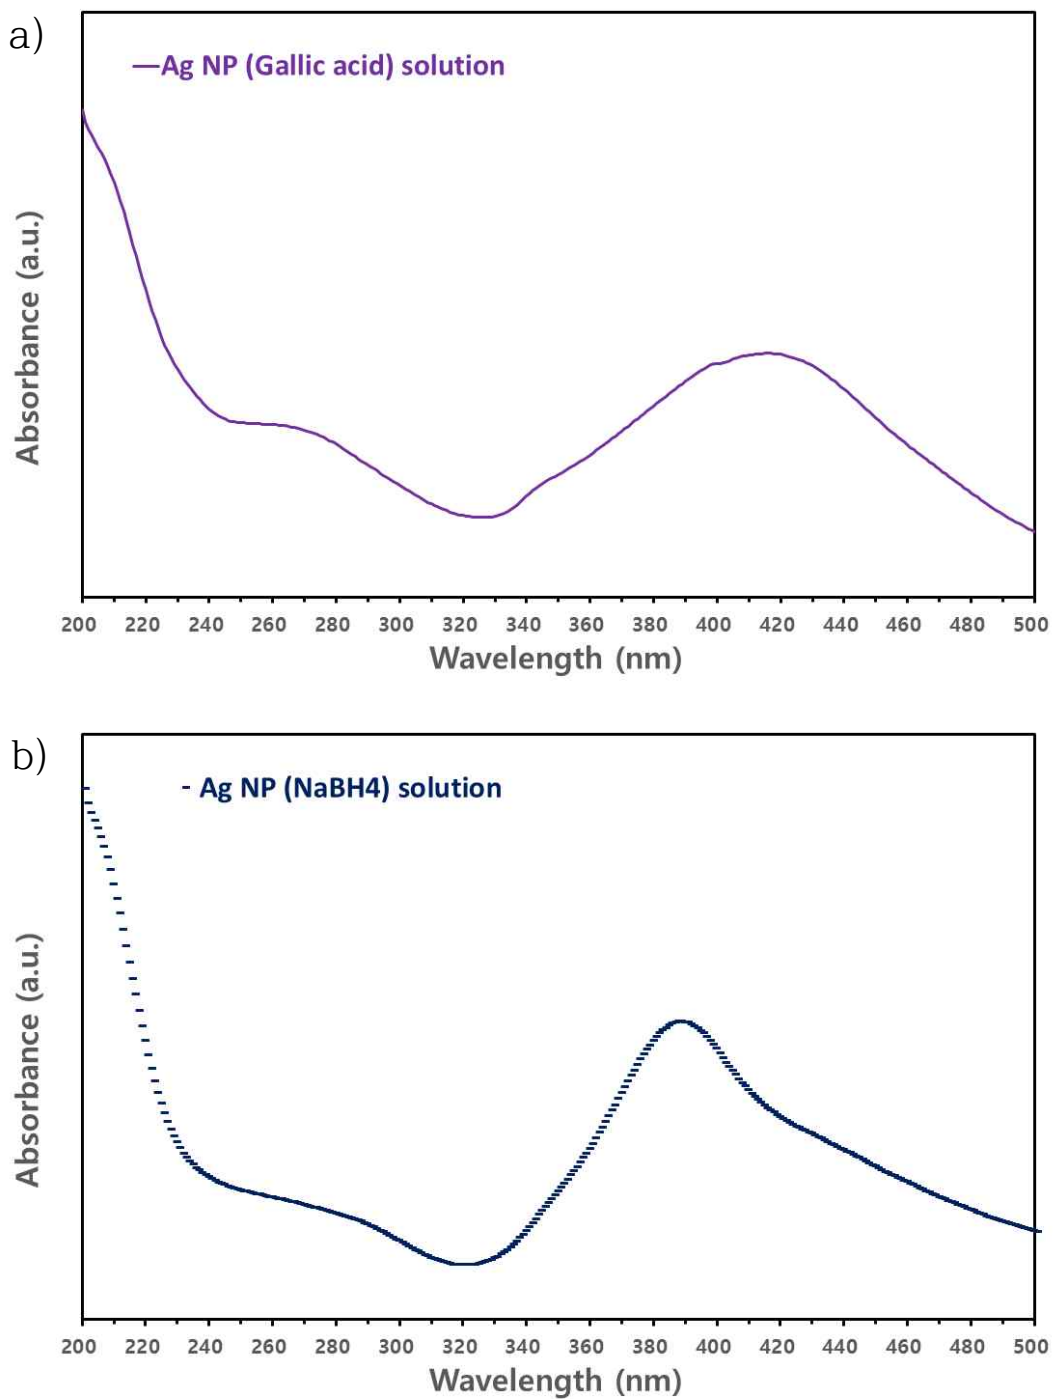 a)
—Ag NP (Gallic acid) solution
Absorbance (a.u.)
200 220 240 260 280 300 320 340 360 380 400 420 440 460 480 500
Wavelength (nm)
b)
- Ag NP (NaBH4) solution
Absorbance (a.u.)
200 220 240 260 280 300 320 340 360 380 400 420 440 460 480 500
Wavelength (nm)